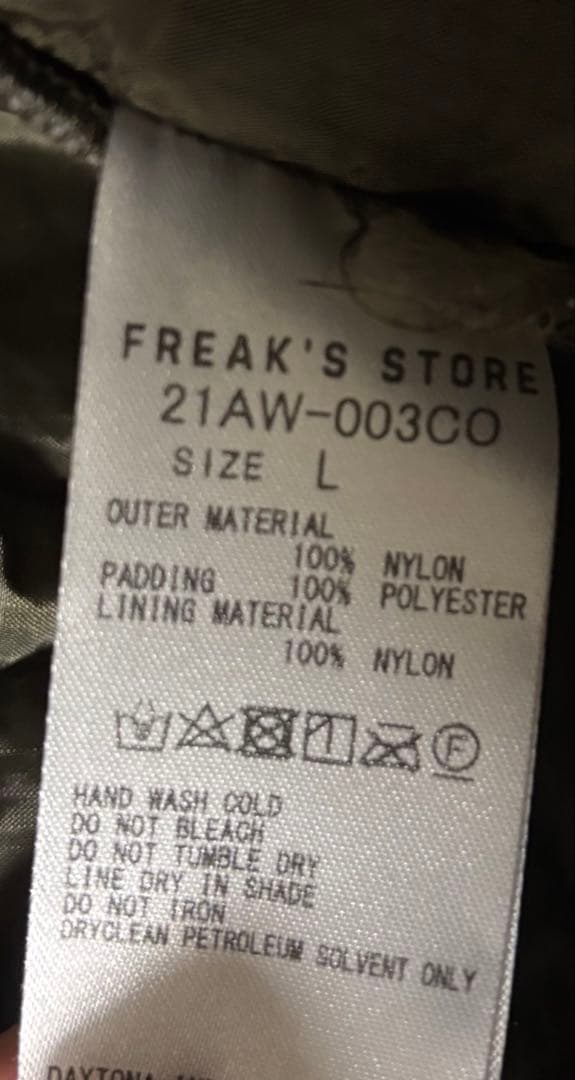 FREAK'S STORE
21AW-003CO
SIZE L
OUTER MATERIAL
100% NYLON
PADDING 100% POLYESTER
LINING MATERIAL
100% NYLON
F
HAND WASH COLD
DO NOT BLEACH
DO NOT TUMBLE DRY
LINE DRY IN SHADE
DO NOT IRON
DRYCLEAN PETROLEUM SOLVENT ONLY
DAYTONA